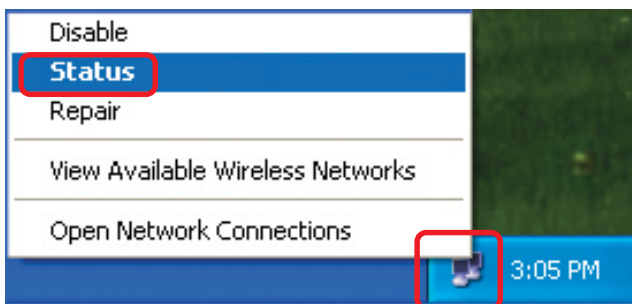 Disable
Status
Repair
View Available Wireless Networks
Open Network Connections
3:05 PM